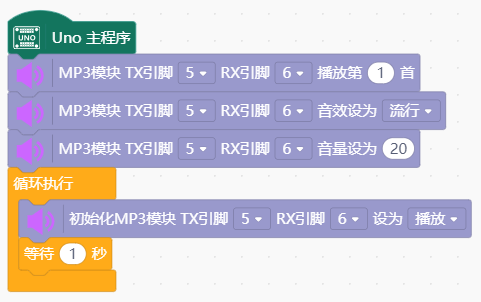 UNO Uno 主程序
MP3模块 TX引脚 5 RX引脚 6 播放第 1 首
MP3模块 TX引脚 5 RX引脚 6 音效设为 流行
MP3模块 TX引脚 5 RX引脚 6 音量设为 20
循环执行
初始化MP3模块 TX引脚 5 RX引脚 6 设为 播放
等待 1 秒